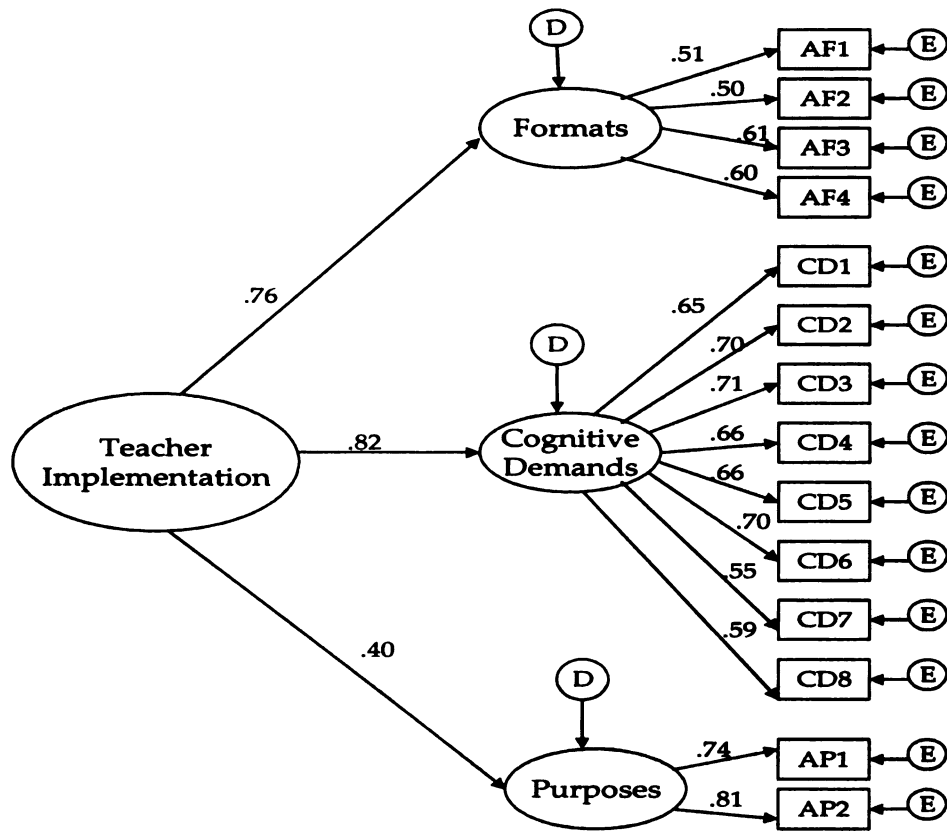 D
Formats
.51
.50
.61
.60
AF1
E
AF2
E
AF3
E
AF4
E
.76
Teacher
Implementation
.82
D
Cognitive
Demands
.65
.70
.71
.66
.66
.70
.55
.59
CD1
E
CD2
E
CD3
E
CD4
E
CD5
E
CD6
E
CD7
E
CD8
E
.40
D
Purposes
.74
.81
AP1
E
AP2
E